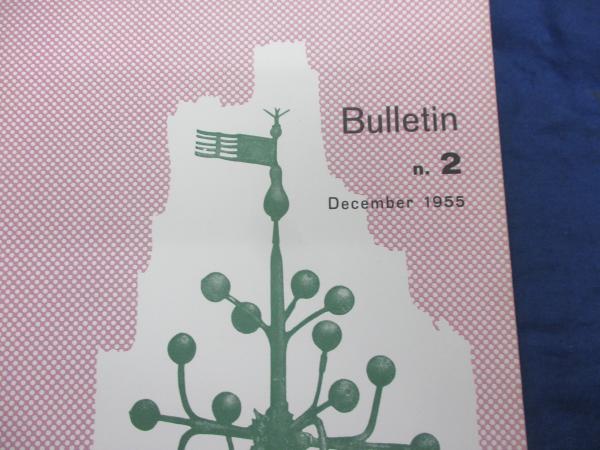 Bulletin
n. 2
December 1955